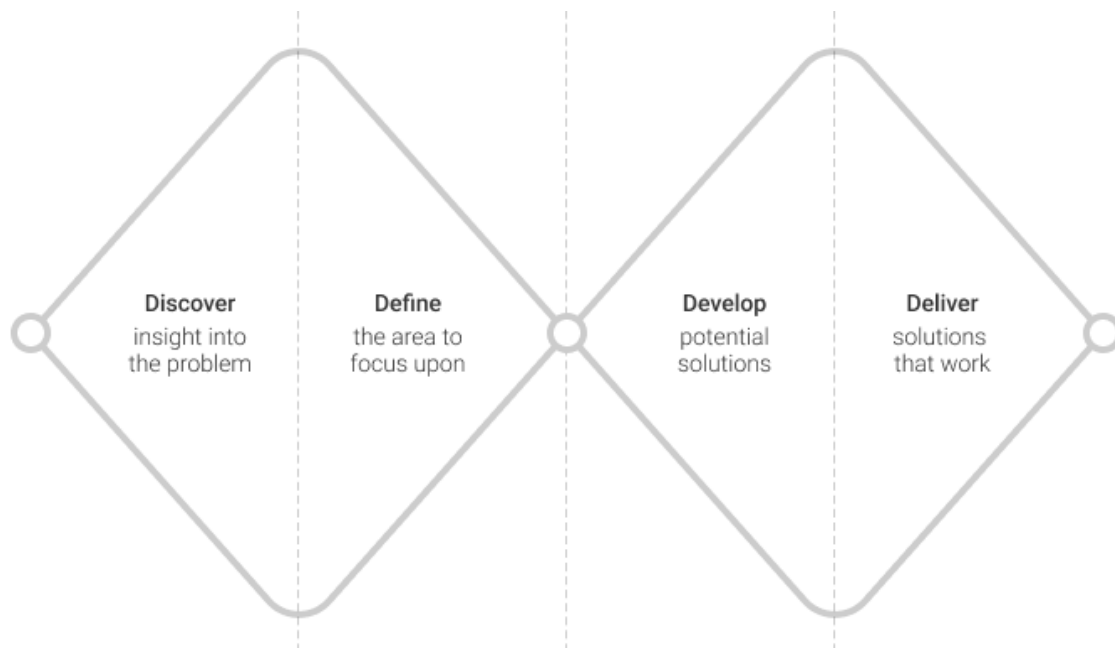 Discover
insight into
the problem
Define
the area to
focus upon
Develop
potential
solutions
Deliver
solutions
that work